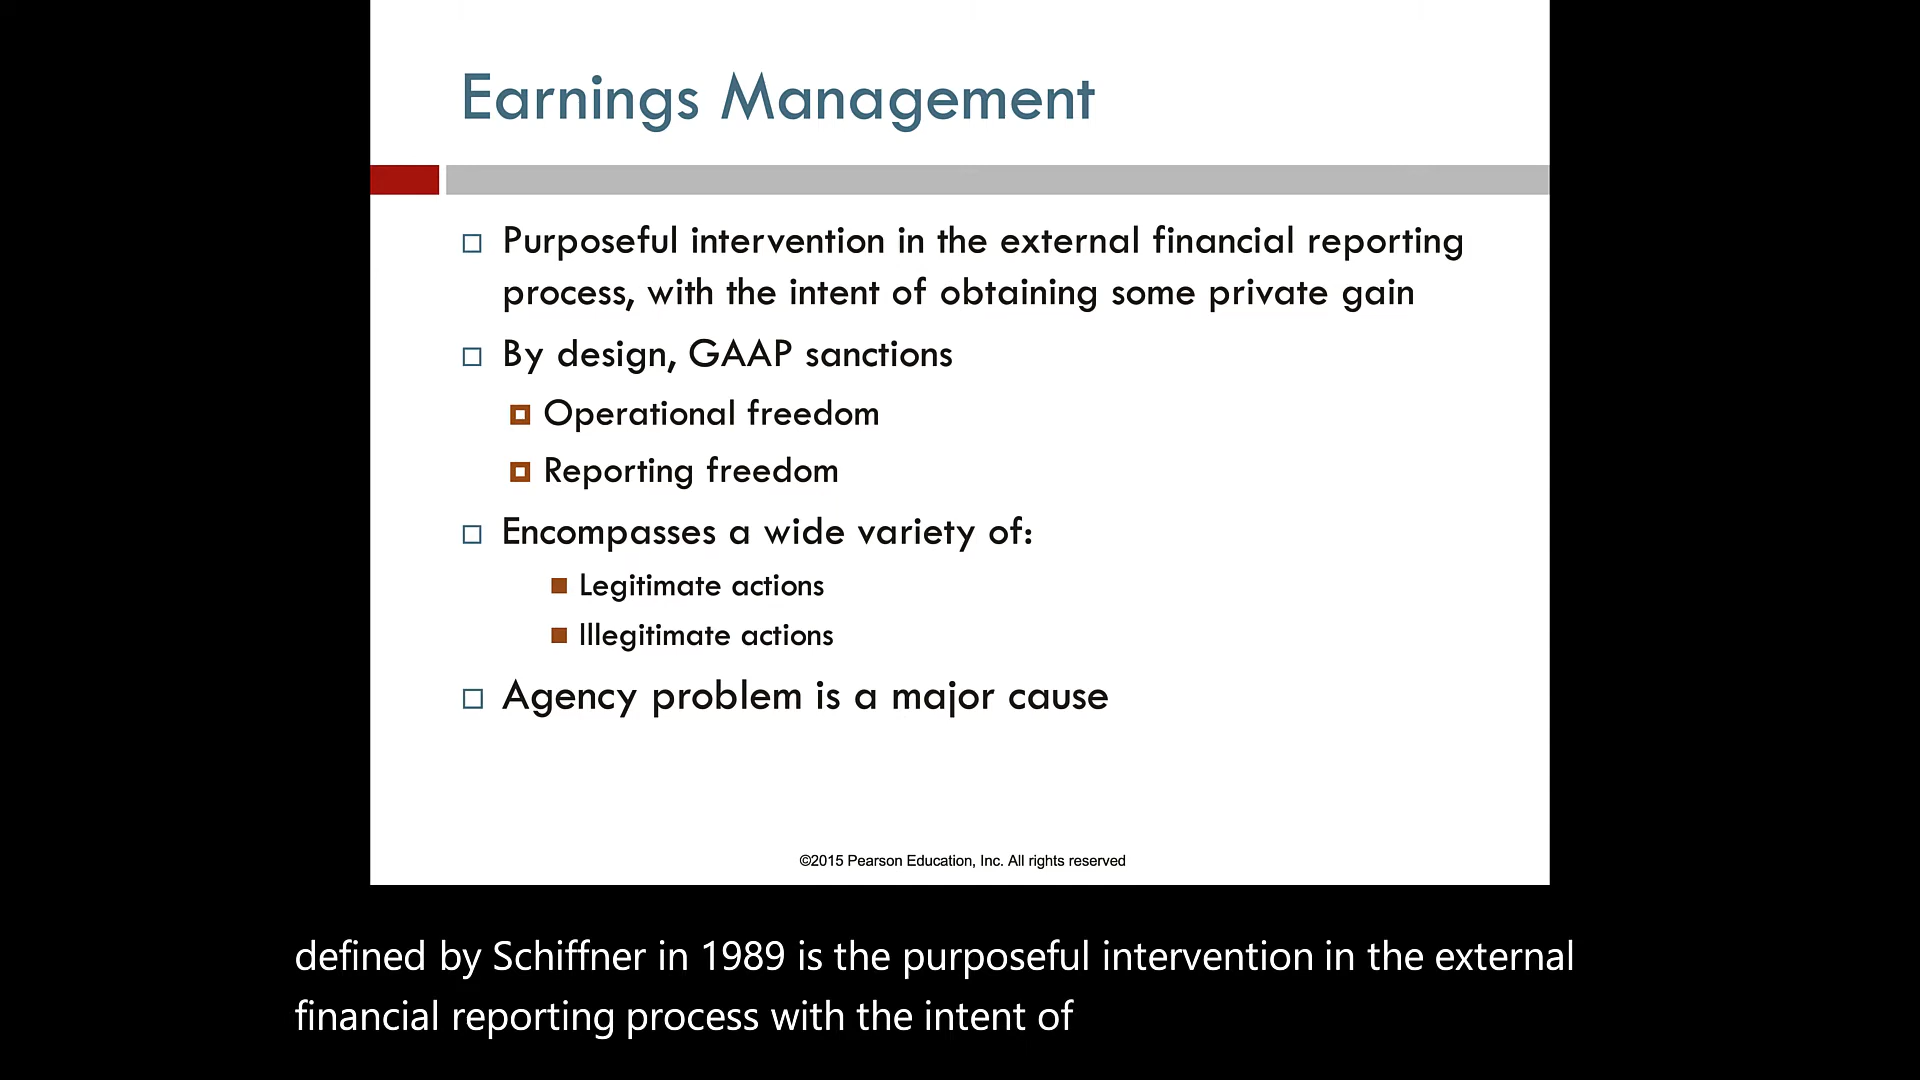 Earnings Management
Purposeful intervention in the external financial reporting
process, with the intent of obtaining some private gain
By design, GAAP sanctions
Operational freedom
Reporting freedom
Encompasses a wide variety of:
Legitimate actions
Illegitimate actions
Agency problem is a major cause
©2015 Pearson Education, Inc. All rights reserved
defined by Schiffner in 1989 is the purposeful intervention in the external
financial reporting process with the intent of